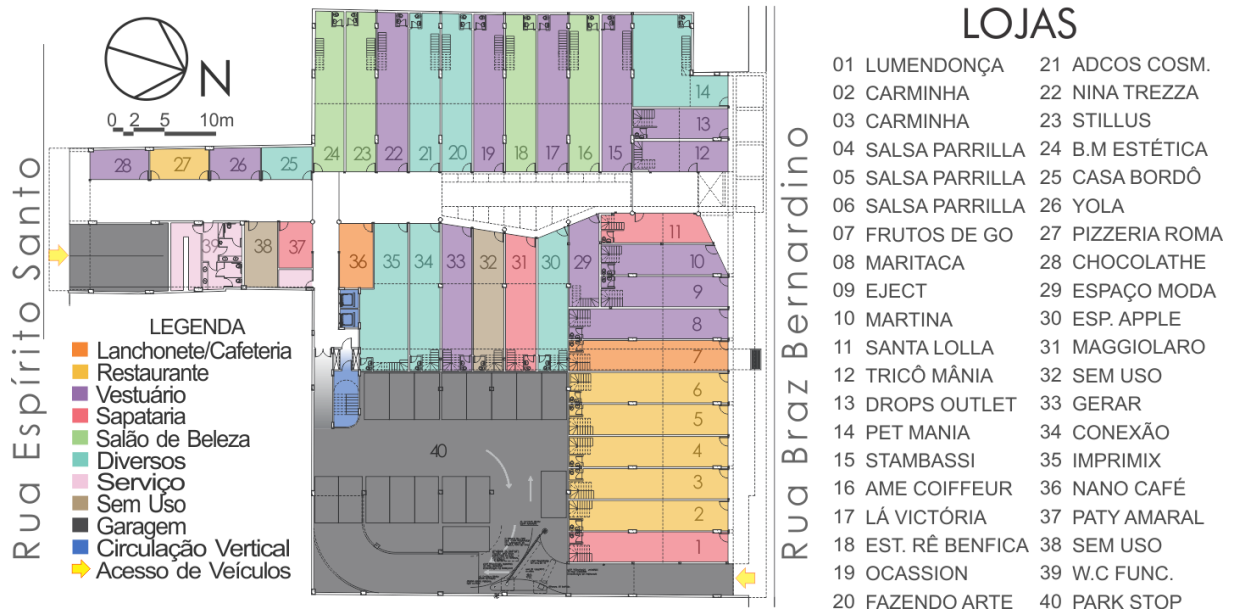 N
0 2 5 10m
Rua Espírito Santo
28
27
26
25
24
23
22
21
20
19
18
17
16
15
14
13
12
39
38
37
36
35
34
33
32
31
30
29
11
10
9
8
7
6
5
4
3
2
1
40
LEGENDA
Lanchonete/Cafeteria
Restaurante
Vestuário
Sapataria
Salão de Beleza
Diversos
Serviço
Sem Uso
Garagem
Circulação Vertical
Acesso de Veículos
Rua Braz Bernardino
LOJAS
01 LUMENDONÇA
02 CARMINHA
03 CARMINHA
04 SALSA PARRILLA
05 SALSA PARRILLA
06 SALSA PARRILLA
07 FRUTOS DE GO
08 MARITACA
09 EJECT
10 MARTINA
11 SANTA LOLLA
12 TRICÔ MÂNIA
13 DROPS OUTLET
14 PET MANIA
15 STAMBASSI
16 AME COIFFEUR
17 LÁ VICTÓRIA
18 EST. RÊ BENFICA
19 OCASSION
20 FAZENDO ARTE
21 ADCOS COSM.
22 NINA TREZZA
23 STILLUS
24 B.M ESTÉTICA
25 CASA BORDÔ
26 YOLA
27 PIZZERIA ROMA
28 CHOCOLATHE
29 ESPAÇO MODA
30 ESP. APPLE
31 MAGGIOLARO
32 SEM USO
33 GERAR
34 CONEXÃO
35 IMPRIMIX
36 NANO CAFÉ
37 PATY AMARAL
38 SEM USO
39 W.C FUNC.
40 PARK STOP